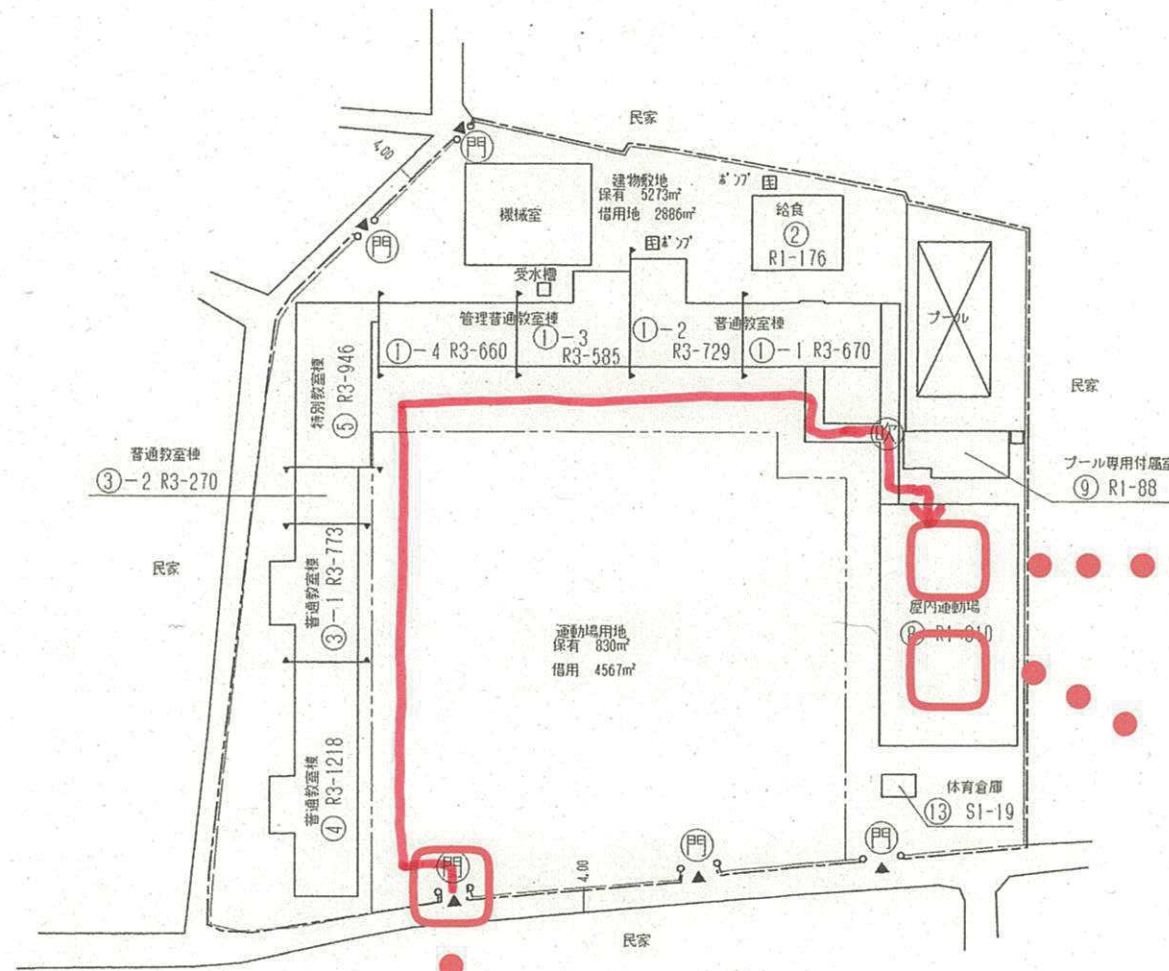 民家
門
4.00
門
建物敷地
保有 5273m²
借用地 2886m²
機械室
ポンプ
給食
②
R1-176
ポンプ
受水槽
プール
管理普通教室棟
普通教室棟
①-4 R3-660
①-3
R3-585
①-2
R3-729
①-1 R3-670
特別教室棟
⑤ R3-946
民家
普通教室棟
③-2 R3-270
プール専用付属室
⑨ R1-88
普通教室棟
③-1 R3-773
民家
屋内運動場
⑧
運動場用地
保有 830m²
借用 4567m²
普通教室棟
④ R3-1218
体育倉庫
⑬ S1-19
門
門
門
4.00
民家